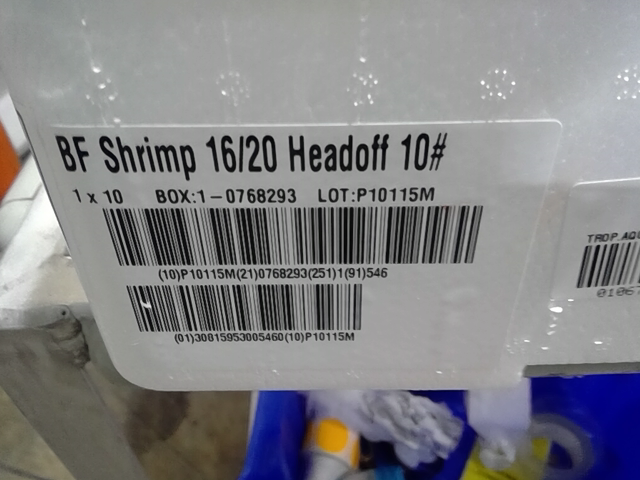 BF Shrimp 16/20 Headoff 10#
1 x 10 BOX:1-0768293 LOT:P10115M
(10)P10115M(21)0768293(251)1(91)546
(01)30815953005460(10)P10115M
TROP.AQU
0106